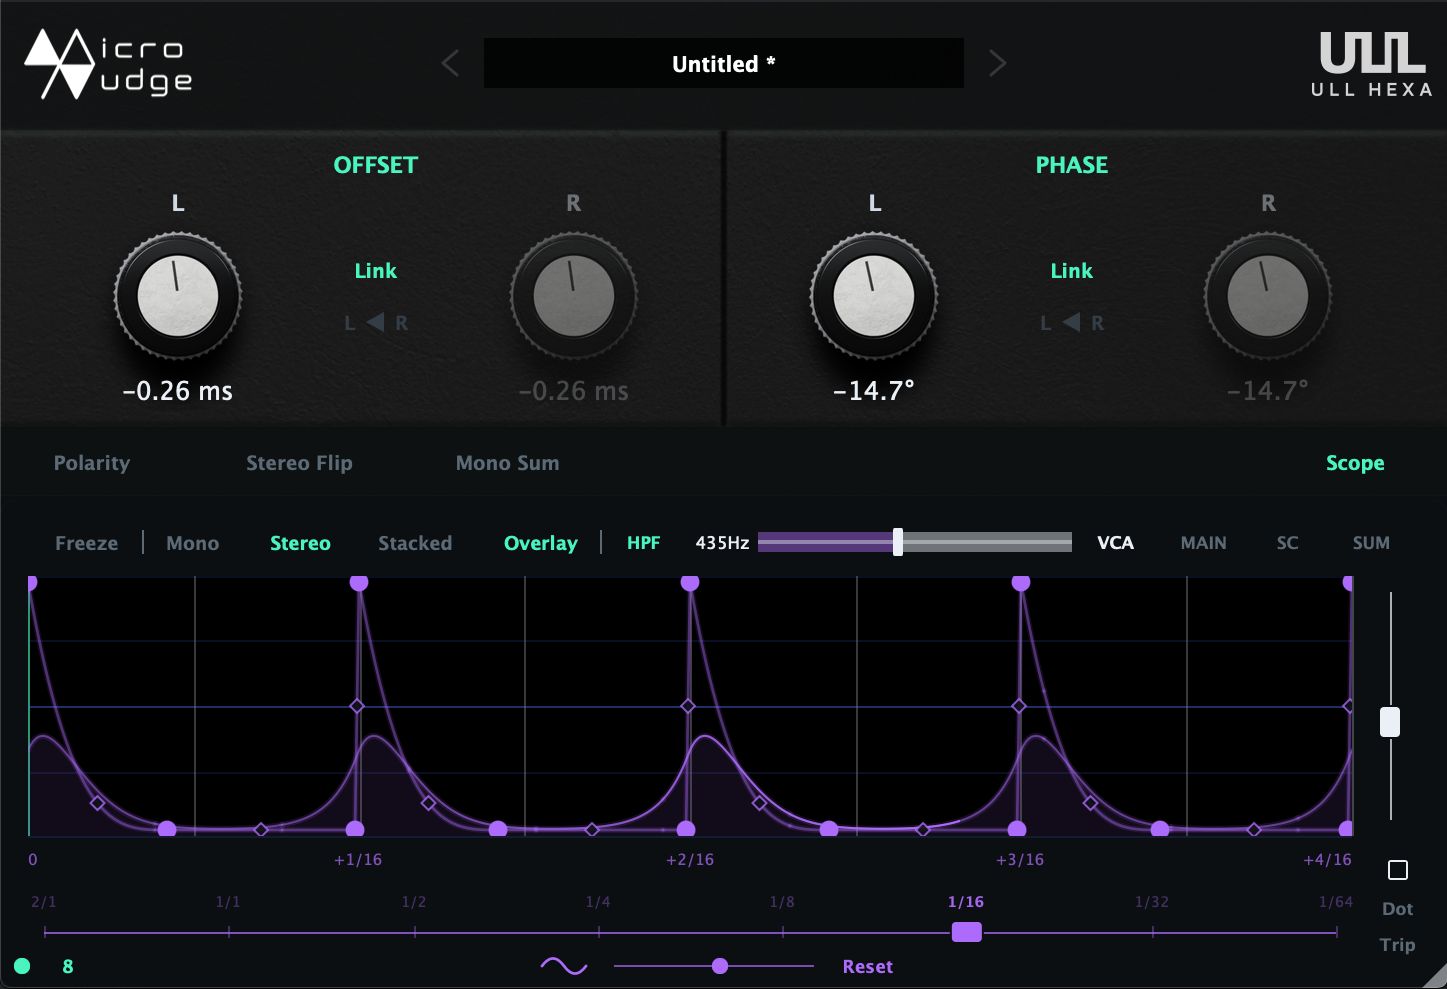 icro
udge
Untitled *
ULL
ULL HEXA
OFFSET
PHASE
L
R
L
R
Link
Link
L R
L R
-0.26 ms
-0.26 ms
-14.7°
-14.7°
Polarity
Stereo Flip
Mono Sum
Scope
Freeze
Mono
Stereo
Stacked
Overlay
HPF
435Hz
VCA
MAIN
SC
SUM
0
+1/16
+2/16
+3/16
+4/16
2/1
1/1
1/2
1/4
1/8
1/16
1/32
1/64
Dot
Trip
8
Reset